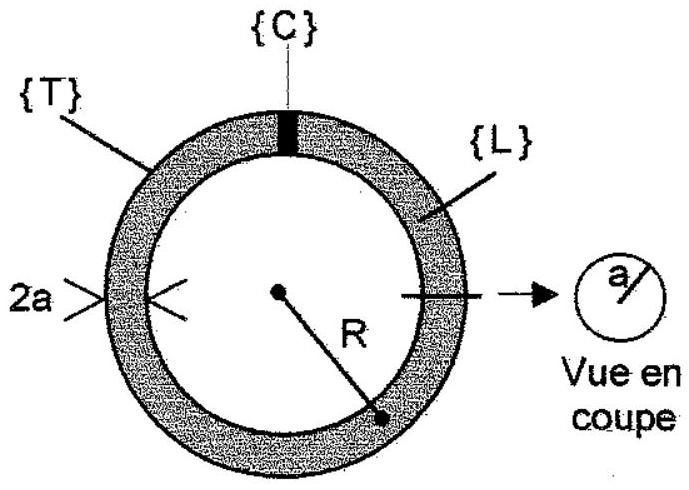 {C}
{T}
{L}
2a
R
a
Vue en
coupe